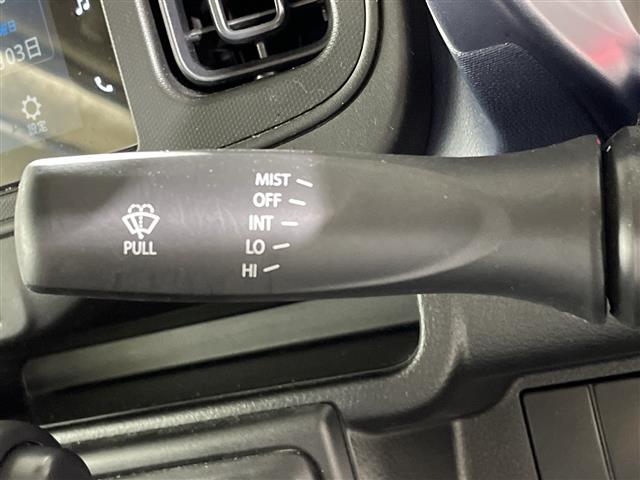 03日
設定
MIST
OFF
INT
LO
HI
PULL